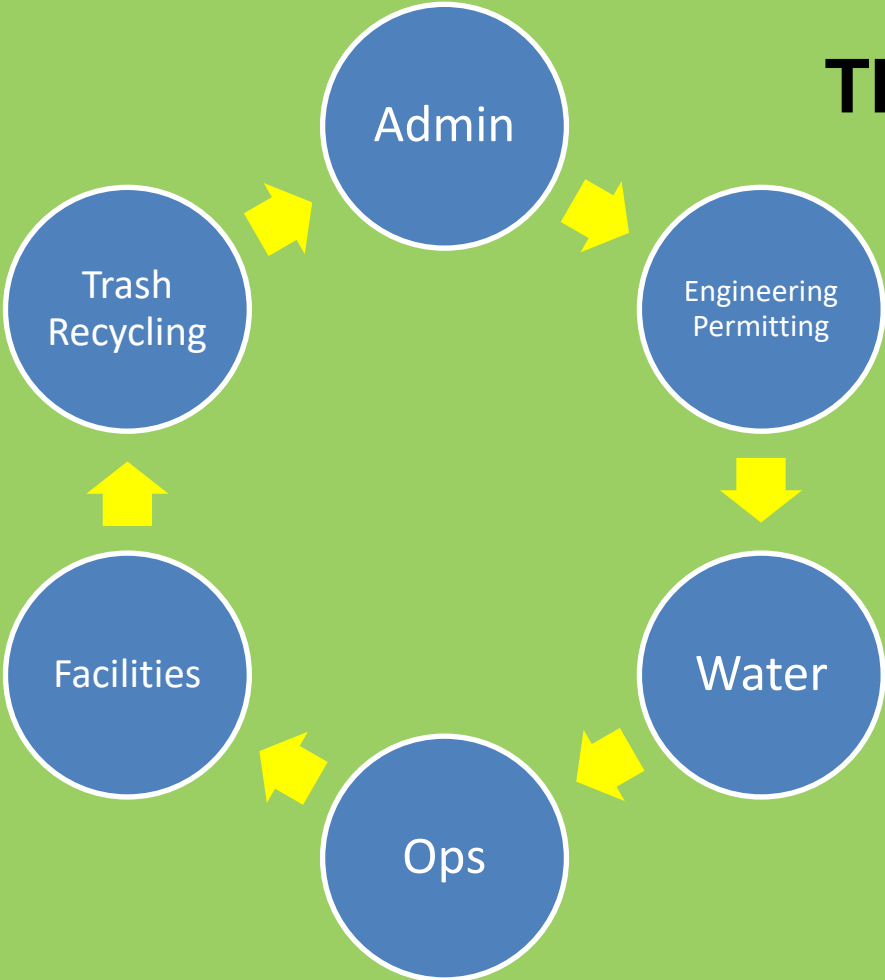 Admin
Engineering
Permitting
Water
Ops
Facilities
Trash
Recycling